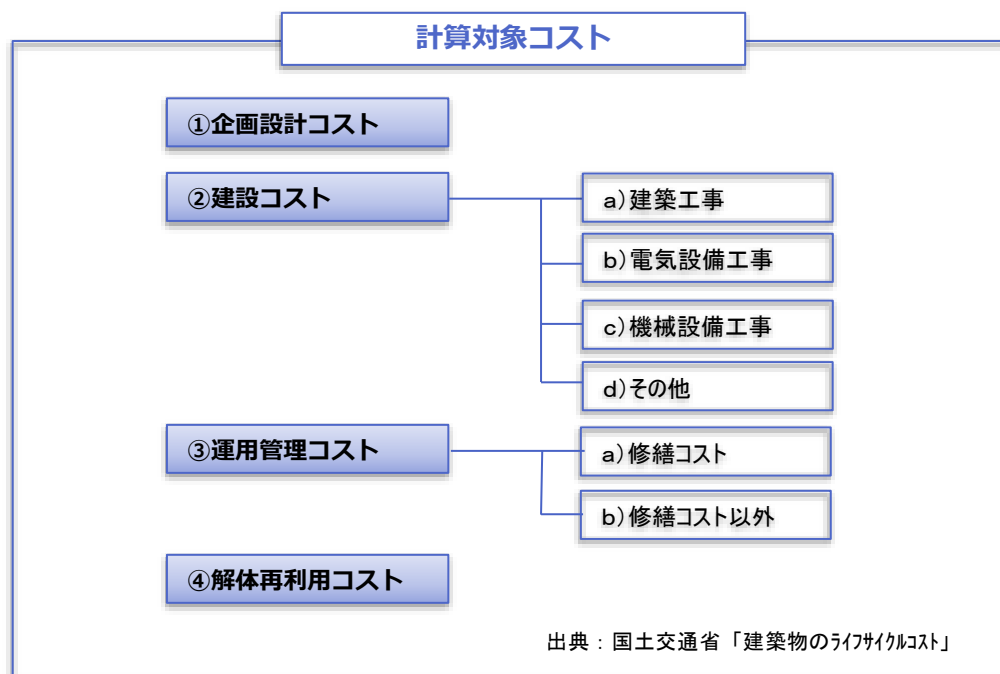 計算対象コスト
①企画設計コスト
②建設コスト
a)建築工事
b)電気設備工事
c)機械設備工事
d)その他
③運用管理コスト
a)修繕コスト
b)修繕コスト以外
④解体再利用コスト
出典：国土交通省「建築物のﾗｲﾌｻｲｸﾙｺｽﾄ」